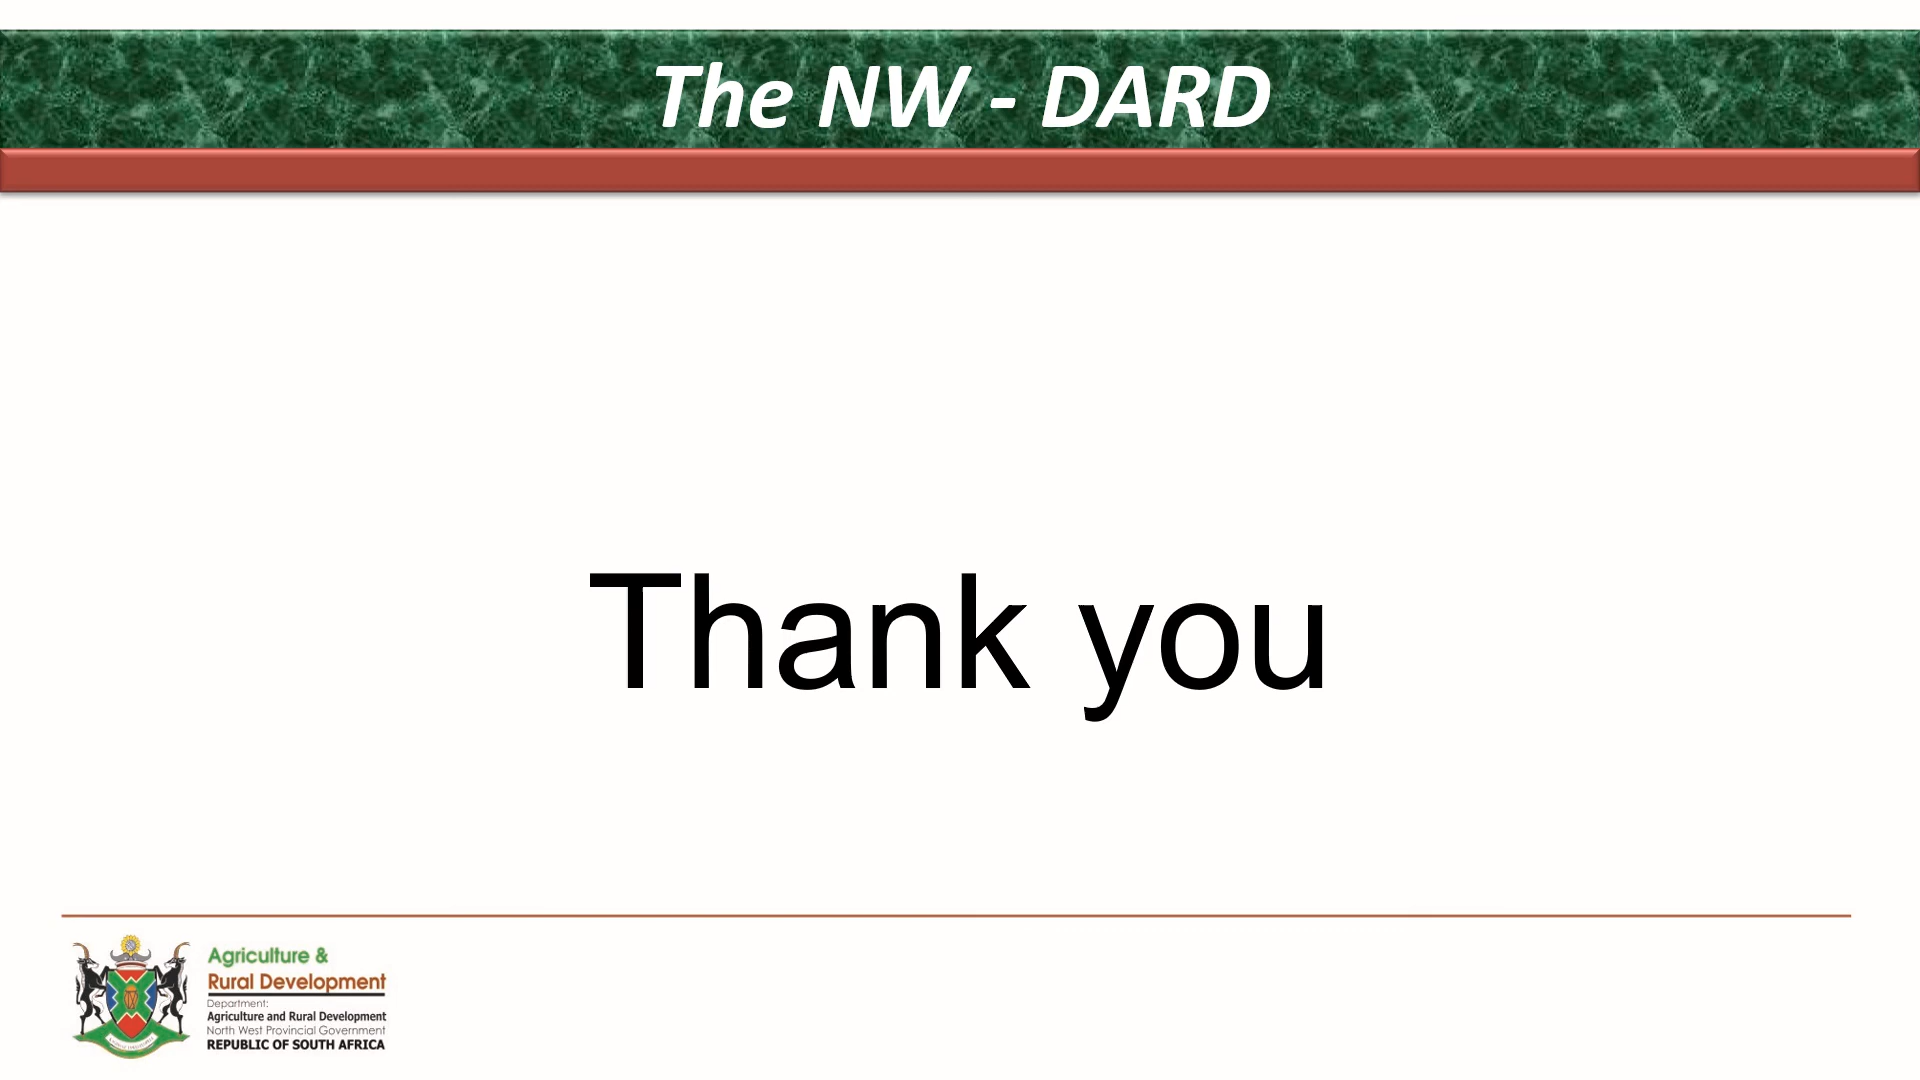 The NW - DARD
Thank you
Agriculture &
Rural Development
Department:
Agriculture and Rural Development
North West Provincial Government
REPUBLIC OF SOUTH AFRICA